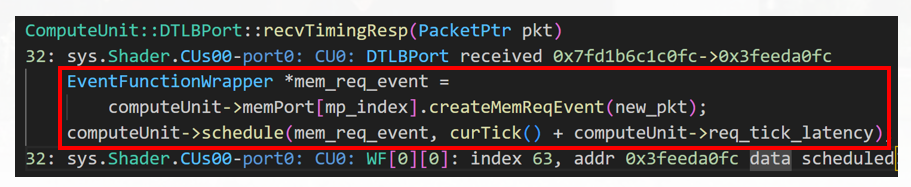 ComputeUnit::DTLBPort::recvTimingResp(PacketPtr pkt)
32: sys.Shader.CUs00-port0: CU0: DTLBPort received 0x7fd1b6c1c0fc->0x3feeda0fc
EventFunctionWrapper *mem_req_event =
computeUnit->memPort[mp_index].createMemReqEvent(new_pkt);
computeUnit->schedule(mem_req_event, curTick() + computeUnit->req_tick_latency)
32: sys.Shader.CUs00-port0: CU0: WF[0][0]: index 63, addr 0x3feeda0fc data scheduled